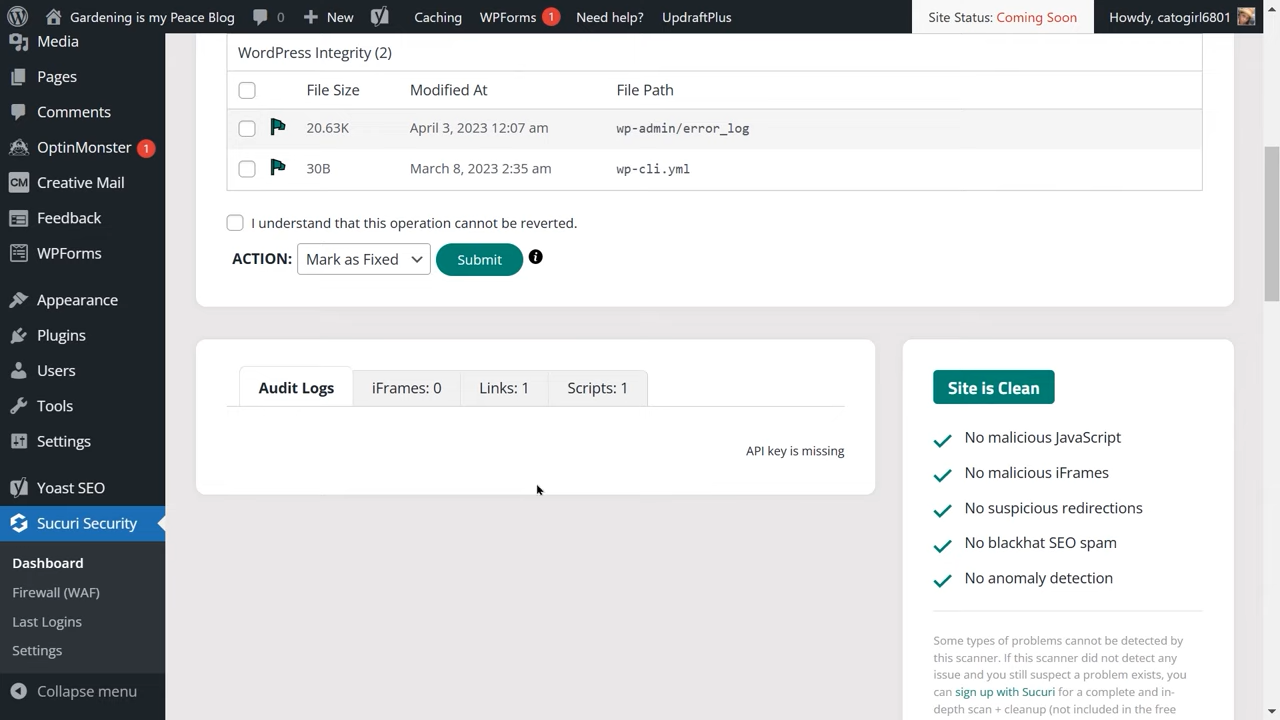 Gardening is my Peace Blog 0 New Caching WPForms 1 Need help? UpdraftPlus Site Status: Coming Soon Howdy, catogirl6801
Media
Pages
Comments
OptinMonster 1
CM Creative Mail
Feedback
WPForms
Appearance
Plugins
Users
Tools
Settings
Yoast SEO
Sucuri Security
Dashboard
Firewall (WAF)
Last Logins
Settings
Collapse menu
WordPress Integrity (2)
File Size Modified At File Path
20.63K April 3, 2023 12:07 am wp-admin/error_log
30B March 8, 2023 2:35 am wp-cli.yml
I understand that this operation cannot be reverted.
ACTION: Mark as Fixed Submit
Audit Logs iFrames: 0 Links: 1 Scripts: 1
API key is missing
Site is Clean
No malicious JavaScript
No malicious iFrames
No suspicious redirections
No blackhat SEO spam
No anomaly detection
Some types of problems cannot be detected by
this scanner. If this scanner did not detect any
issue and you still suspect a problem exists, you
can sign up with Sucuri for a complete and in-
depth scan + cleanup (not included in the free